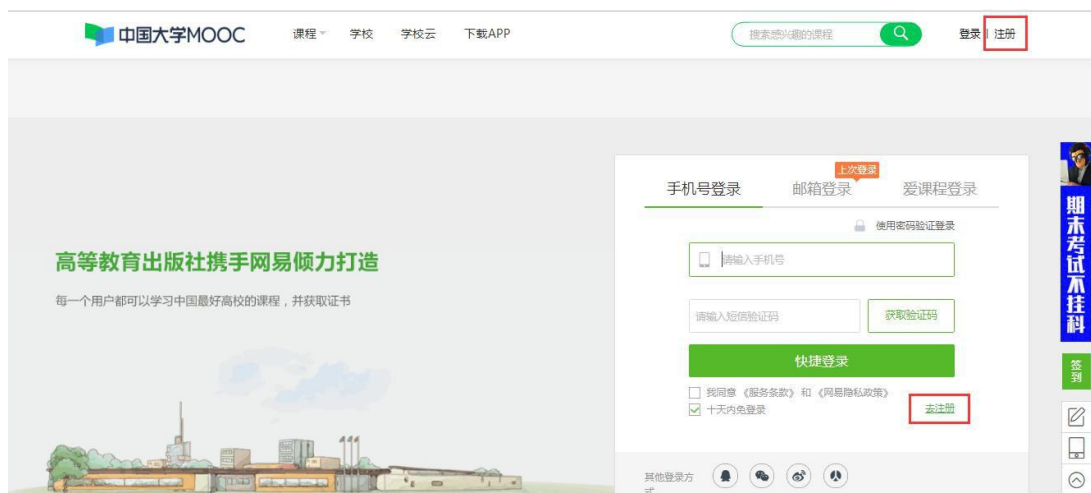 中国大学MOOC 课程 学校 学校云 下载APP 搜索感兴趣的课程 登录 | 注册
上次登录
手机号登录 邮箱登录 爱课程登录
使用密码验证登录
高等教育出版社携手网易倾力打造
每一个用户都可以学习中国最好高校的课程，并获取证书
请输入手机号
请输入短信验证码 获取验证码
快捷登录
我同意 《服务条款》 和 《网易隐私政策》
十天内免登录 去注册
其他登录方
式
期末考试不挂科
签到